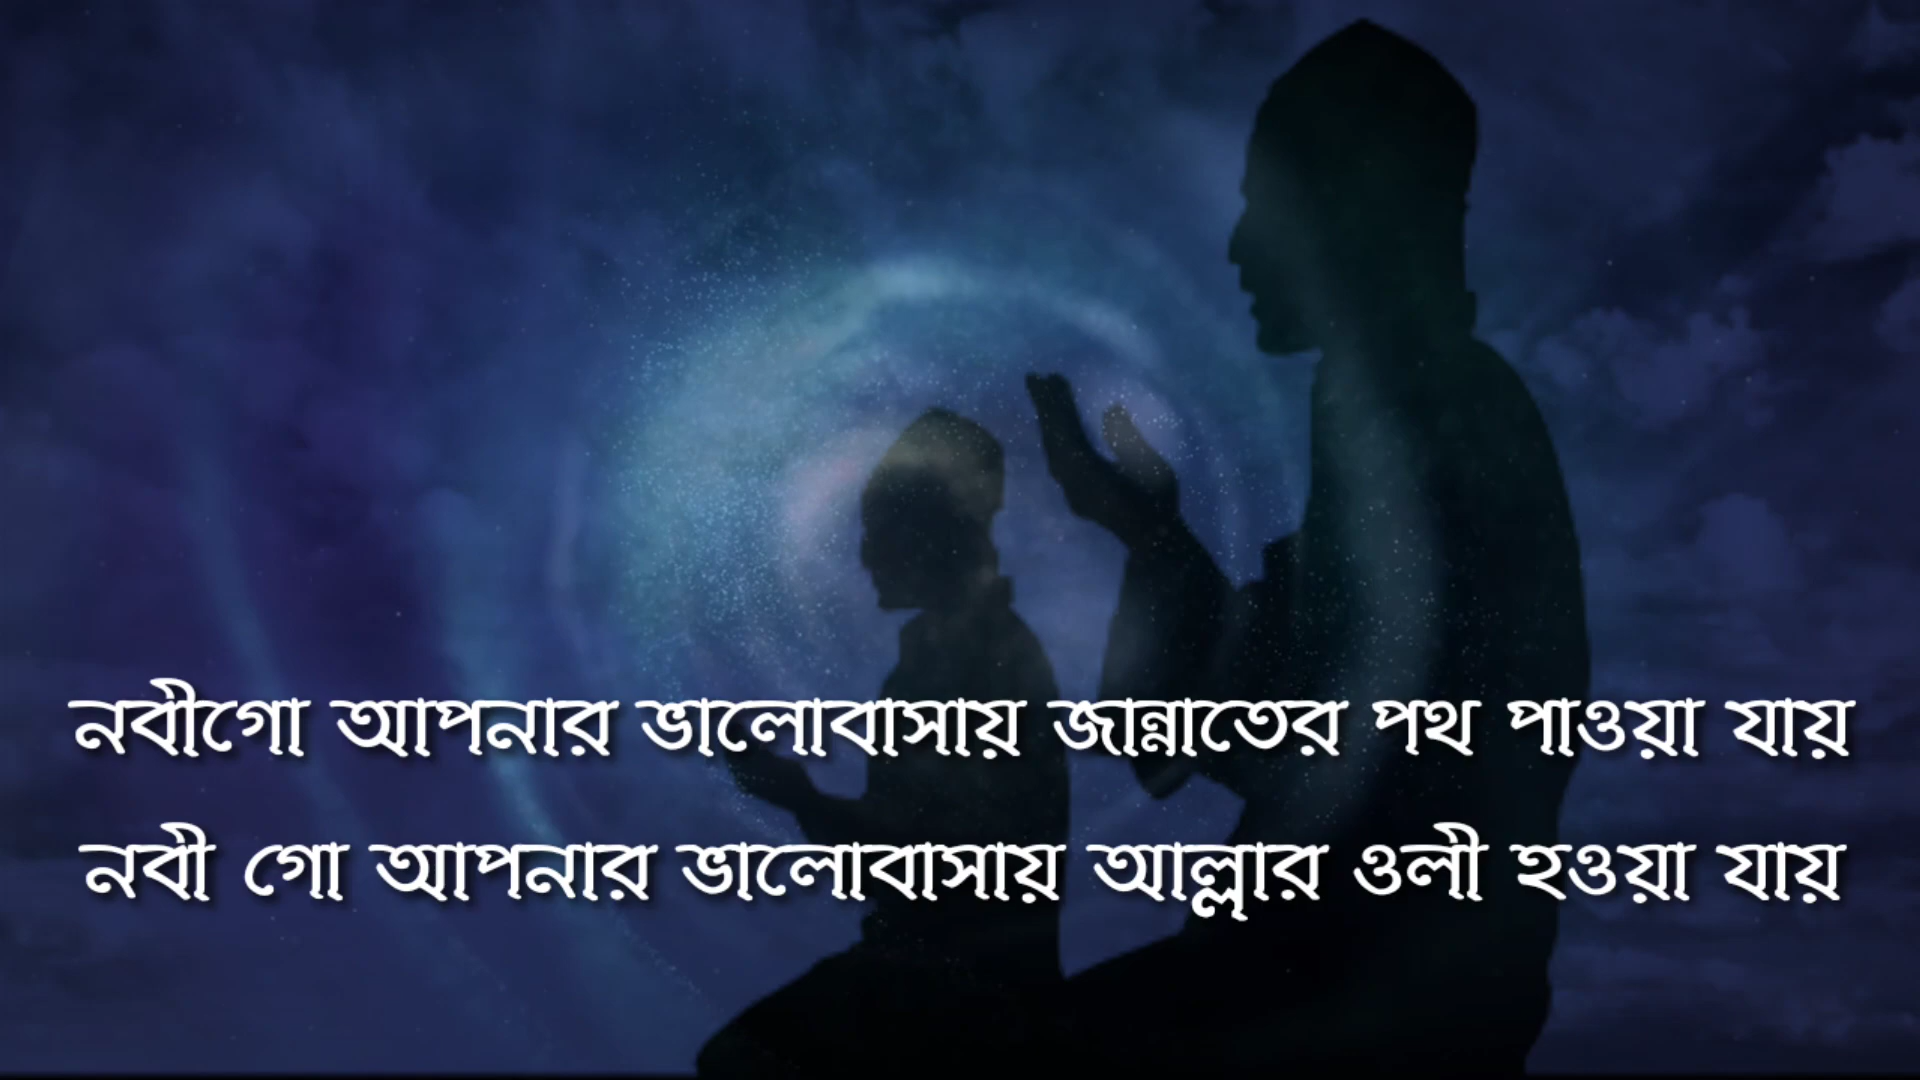 নবীগো আপনার ভালোবাসায় জান্নাতের পথ পাওয়া যায়
নবী গো আপনার ভালোবাসায় আল্লার ওলী হওয়া যায়